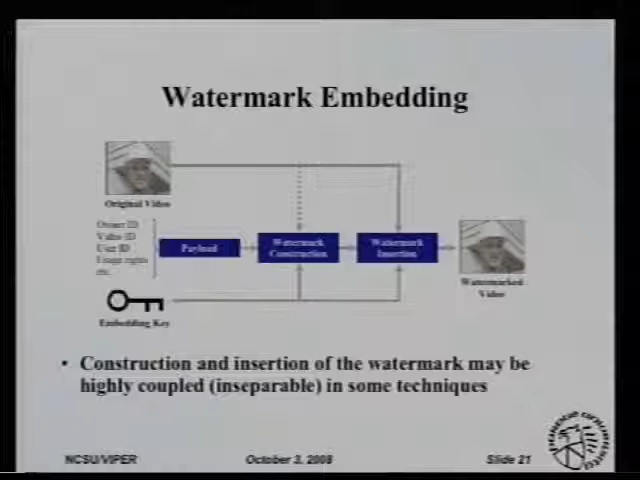 Watermark Embedding
Original Video
Owner ID
Video ID
User ID
Usage rights
etc.
Payload
Watermark
Construction
Watermark
Insertion
Watermarked
Video
Embedding Key
• Construction and insertion of the watermark may be
highly coupled (inseparable) in some techniques
NCSU/VIPER
October 3, 2008
Slide 21